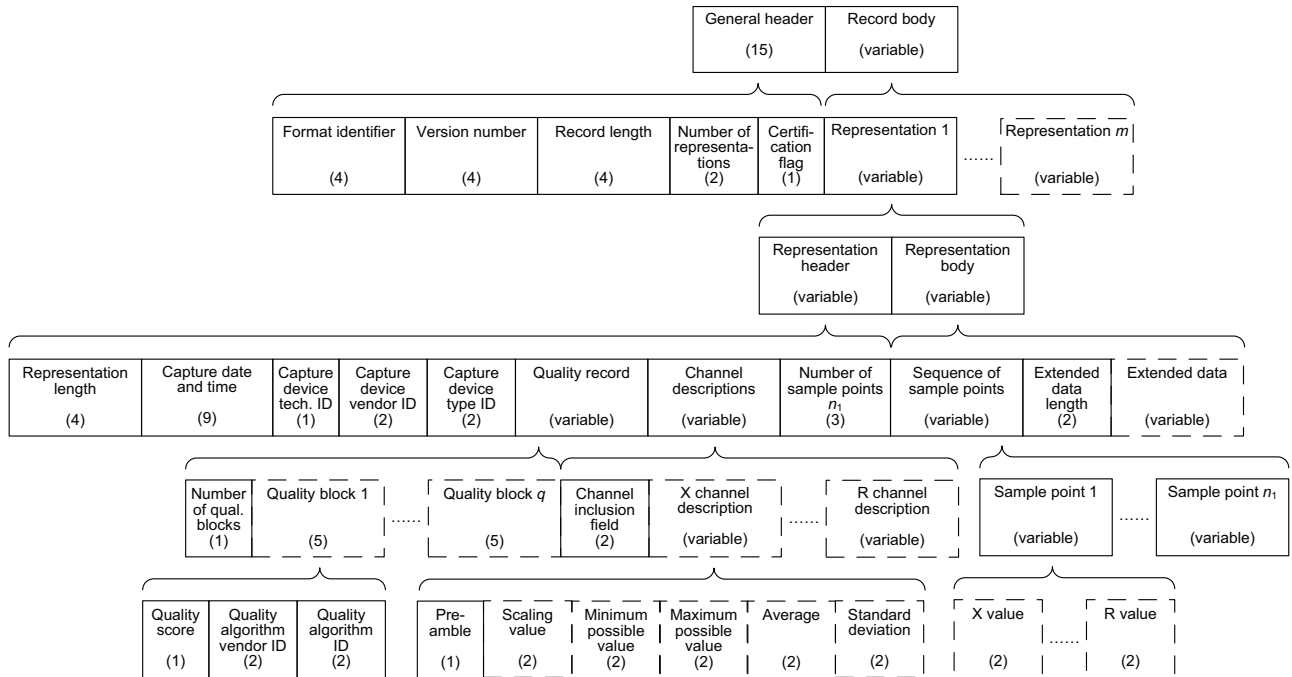 General header
(15)
Record body
(variable)
Format identifier
(4)
Version number
(4)
Record length
(4)
Number of
representa-
tions
(2)
Certifi-
cation
flag
(1)
Representation 1
(variable)
......
Representation m
(variable)
Representation
header
(variable)
Representation
body
(variable)
Representation
length
(4)
Capture date
and time
(9)
Capture
device
tech. ID
(1)
Capture
device
vendor ID
(2)
Capture
device
type ID
(2)
Quality record
(variable)
Channel
descriptions
(variable)
Number of
sample points
n1
(3)
Sequence of
sample points
(variable)
Extended
data
length
(2)
Extended data
(variable)
Number
of qual.
blocks
(1)
Quality block 1
(5)
......
Quality block q
(5)
Channel
inclusion
field
(2)
X channel
description
(variable)
......
R channel
description
(variable)
Sample point 1
(variable)
......
Sample point n1
(variable)
Quality
score
(1)
Quality
algorithm
vendor ID
(2)
Quality
algorithm
ID
(2)
Pre-
amble
(1)
Scaling
value
(2)
Minimum
possible
value
(2)
Maximum
possible
value
(2)
Average
(2)
Standard
deviation
(2)
X value
(2)
......
R value
(2)